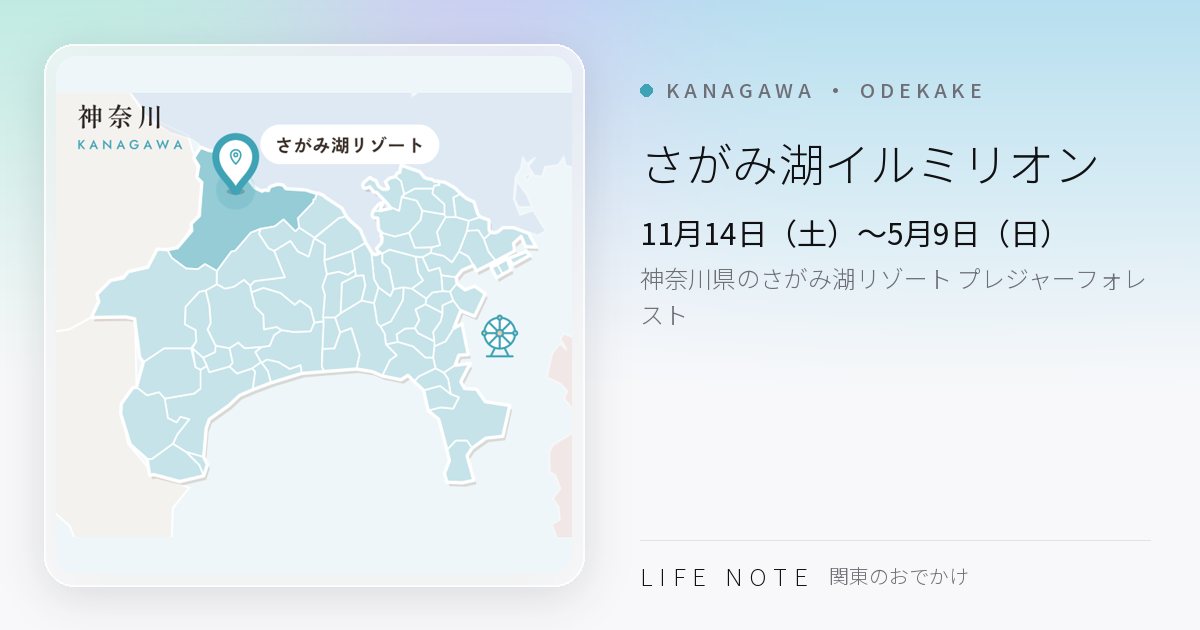 神奈川
KANAGAWA
さがみ湖リゾート
KANAGAWA • ODEKAKE
さがみ湖イルミリオン
11月14日（土）〜5月9日（日）
神奈川県のさがみ湖リゾート プレジャーフォレ
スト
LIFE NOTE 関東のおでかけ